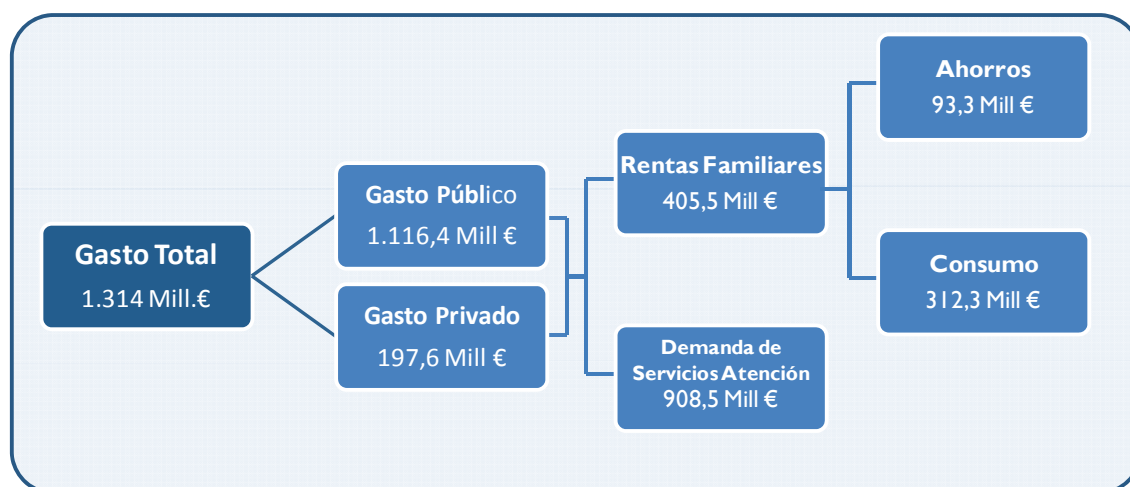 Gasto Total
1.314 Mill.€
Gasto Público
1.116,4 Mill €
Gasto Privado
197,6 Mill €
Rentas Familiares
405,5 Mill €
Demanda de
Servicios Atención
908,5 Mill €
Ahorros
93,3 Mill €
Consumo
312,3 Mill €